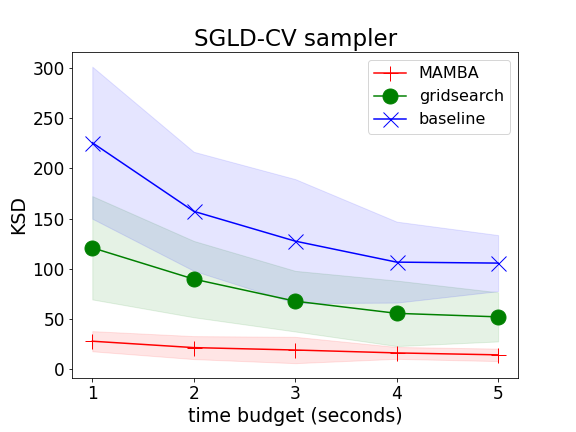 SGLD-CV sampler
MAMBA
gridsearch
baseline
KSD
300
250
200
150
100
50
0
1 2 3 4 5
time budget (seconds)